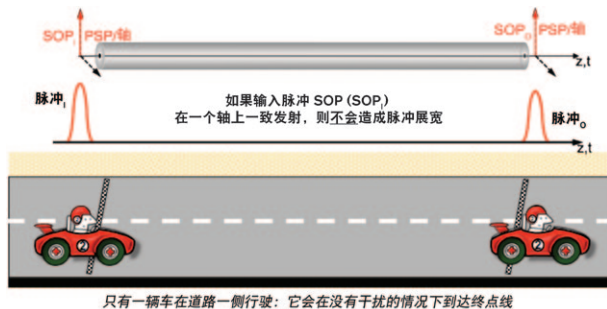 SOPI PSP/轴
SOPO PSP/轴
z,t
z,t
脉冲I
如果输入脉冲 SOP (SOPI)
在一个轴上一致发射，则不会造成脉冲展宽
脉冲O
z,t
2
2
只有一辆车在道路一侧行驶：它会在没有干扰的情况下到达终点线